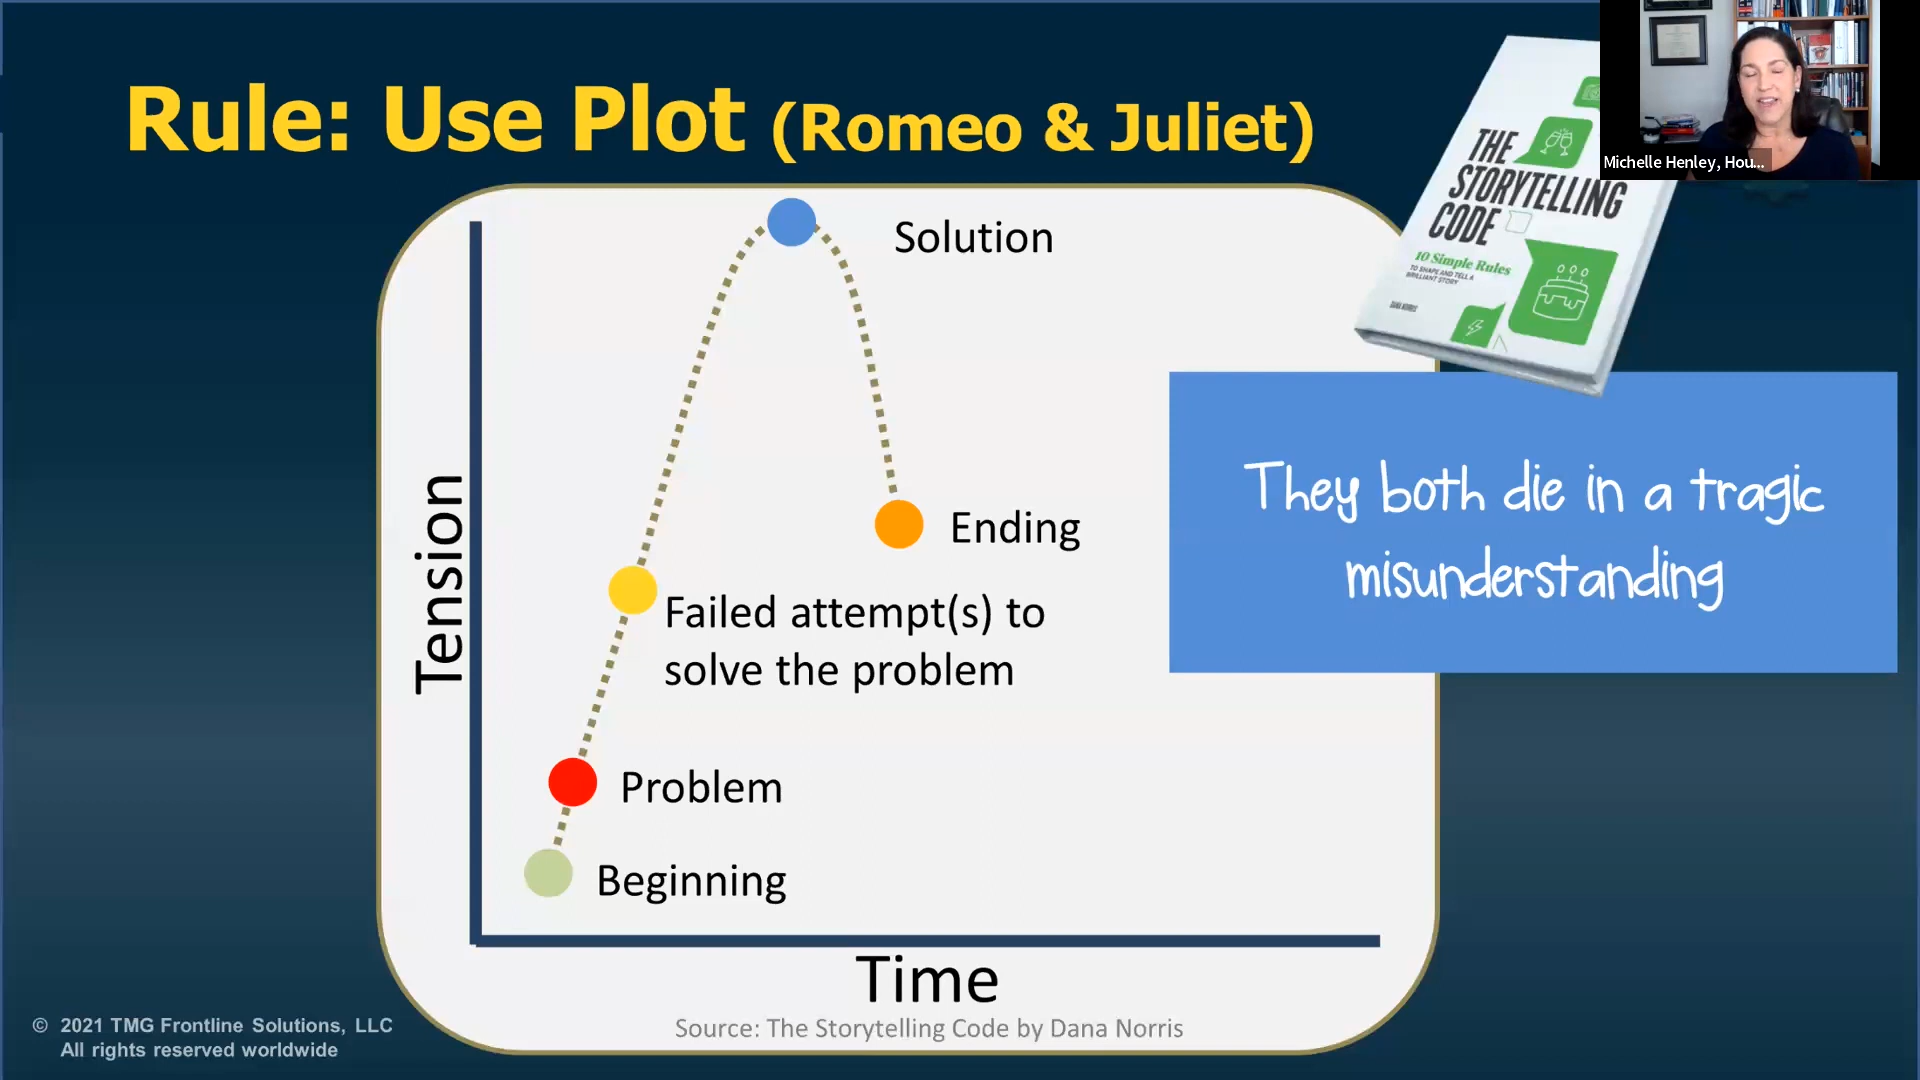 Rule: Use Plot (Romeo & Juliet)
Michelle Henley, Hou...
THE
STORYTELLING
CODE
10 Simple Rules
TO SHAPE AND TELL A
BRILLIANT STORY
DANA NORRIS
Solution
They both die in a tragic
misunderstanding
Tension
Ending
Failed attempt(s) to
solve the problem
Problem
Beginning
Time
Source: The Storytelling Code by Dana Norris
© 2021 TMG Frontline Solutions, LLC
All rights reserved worldwide